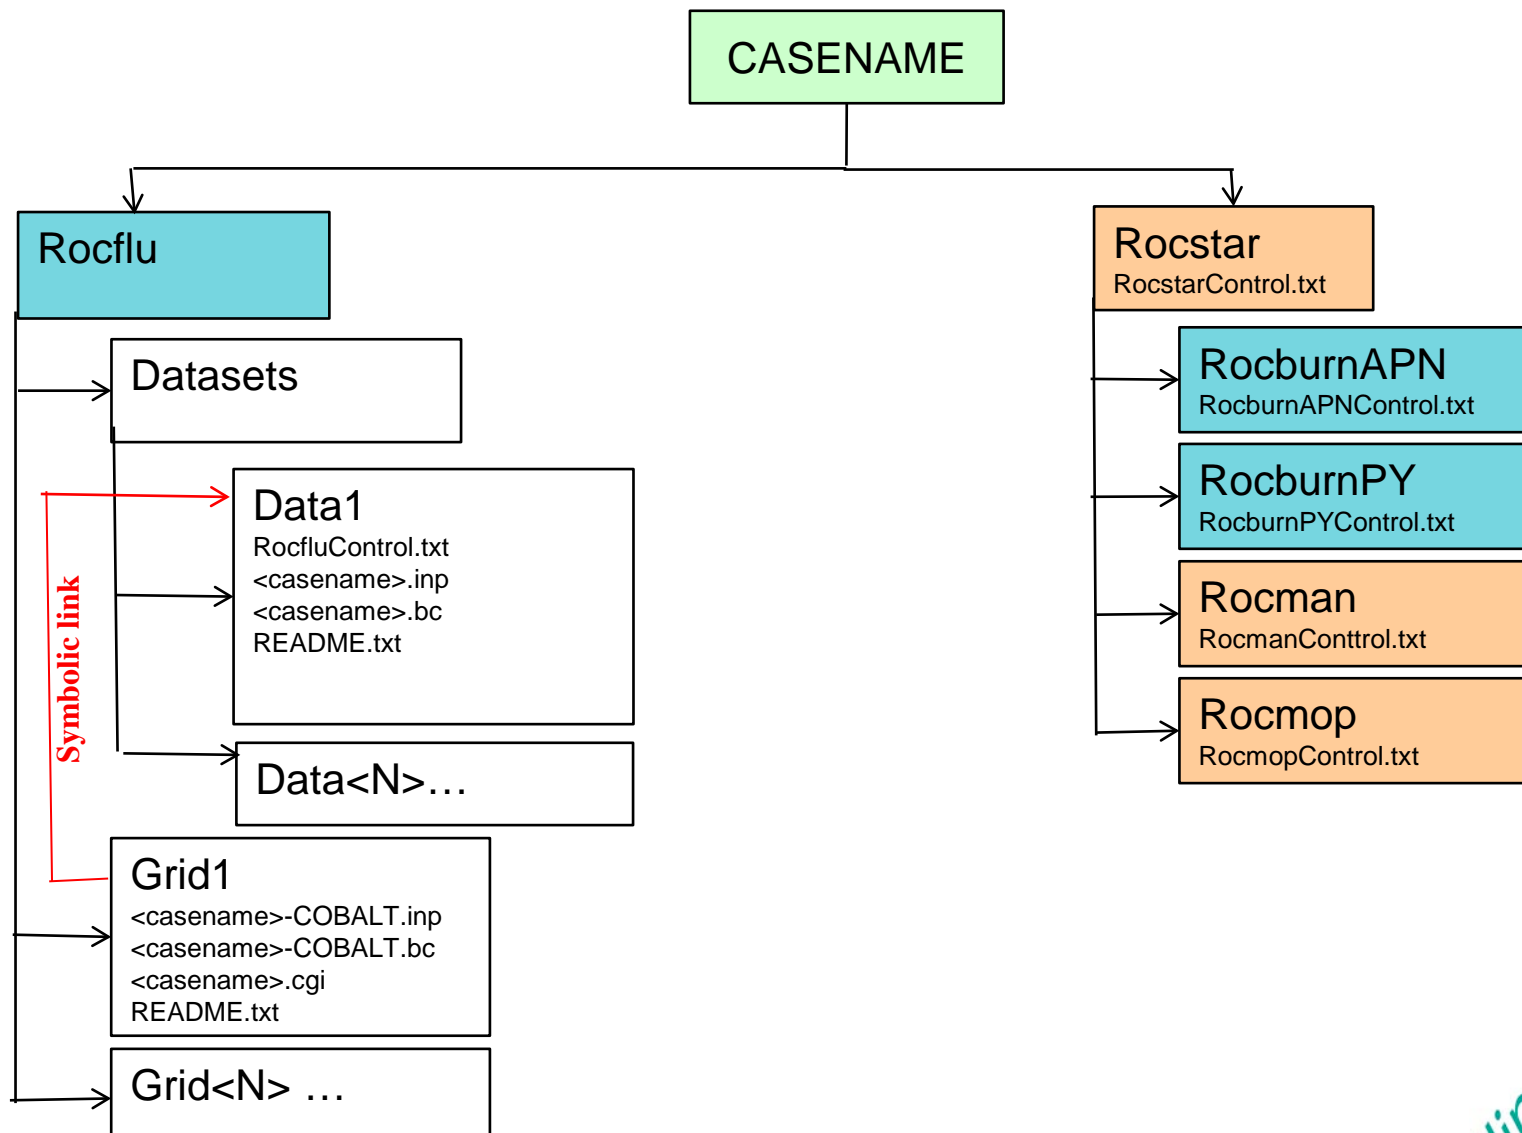 CASENAME
Rocflu
Datasets
Data1
RocfluControl.txt
<casename>.inp
<casename>.bc
README.txt
Data<N>…
Symbolic link
Grid1
<casename>-COBALT.inp
<casename>-COBALT.bc
<casename>.cgi
README.txt
Grid<N> …
Rocstar
RocstarControl.txt
RocburnAPN
RocburnAPNControl.txt
RocburnPY
RocburnPYControl.txt
Rocman
RocmanConttrol.txt
Rocmop
RocmopControl.txt